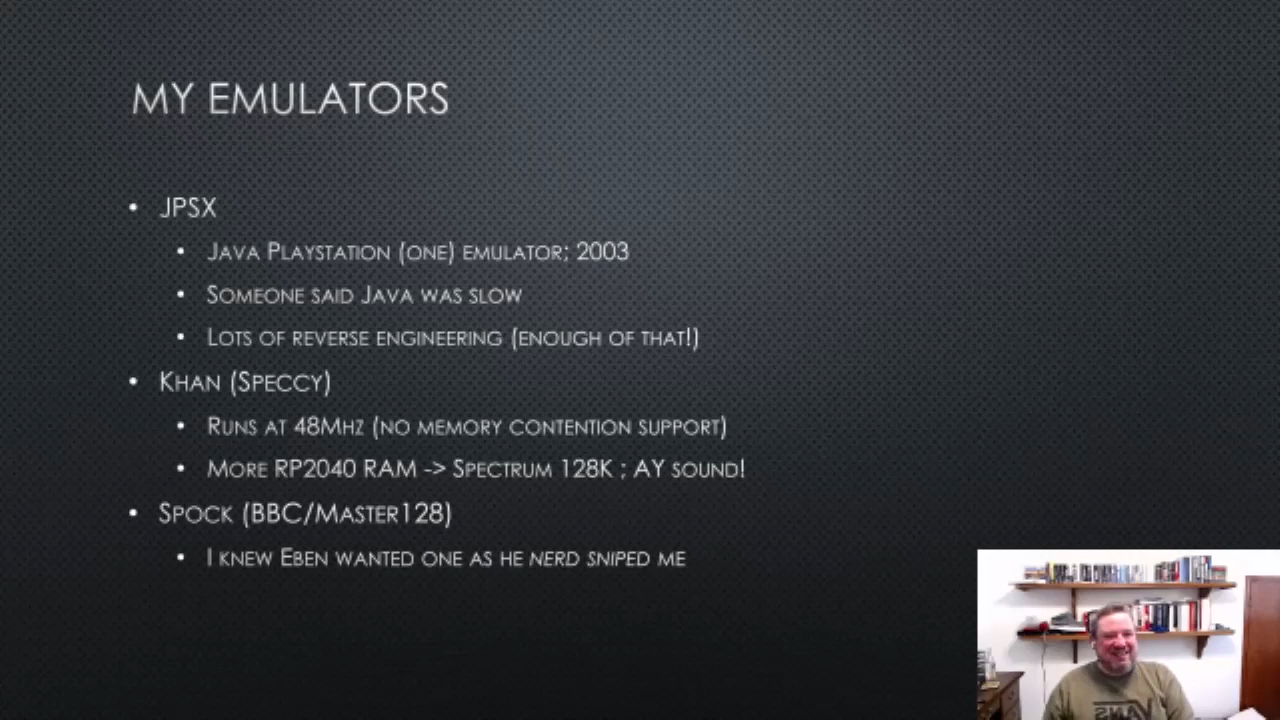 My Emulators
• JPSX
• Java Playstation (one) emulator; 2003
• Someone said Java was slow
• Lots of reverse engineering (enough of that!)
• Khan (Speccy)
• Runs at 48Mhz (no memory contention support)
• More RP2040 RAM -> Spectrum 128K ; AY sound!
• Spock (BBC/Master128)
• I knew Eben wanted one as he nerd sniped me